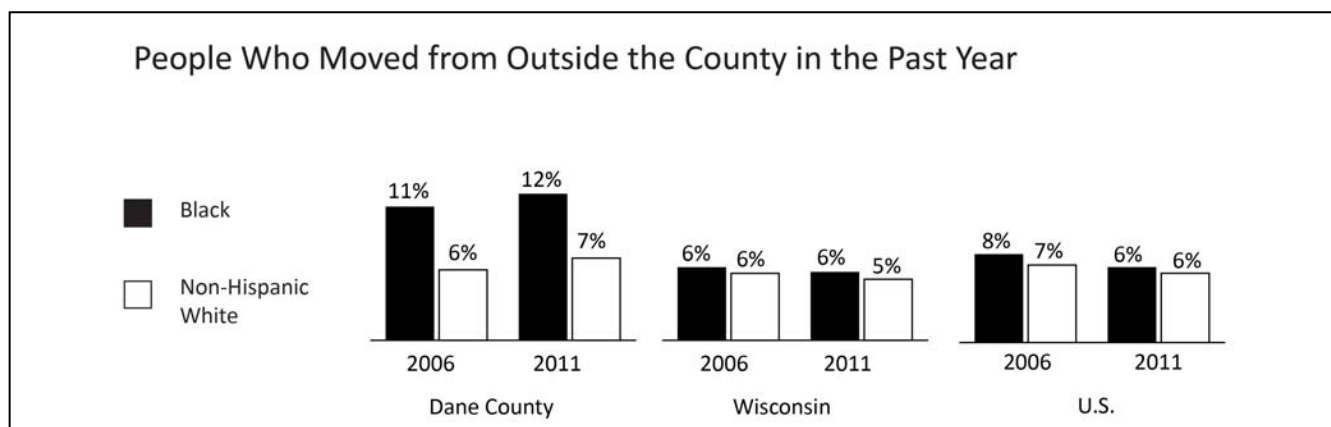 People Who Moved from Outside the County in the Past Year
Black
Non-Hispanic
White
11%
6%
12%
7%
6%
6%
6%
5%
8%
7%
6%
6%
2006
2011
2006
2011
2006
2011
Dane County
Wisconsin
U.S.